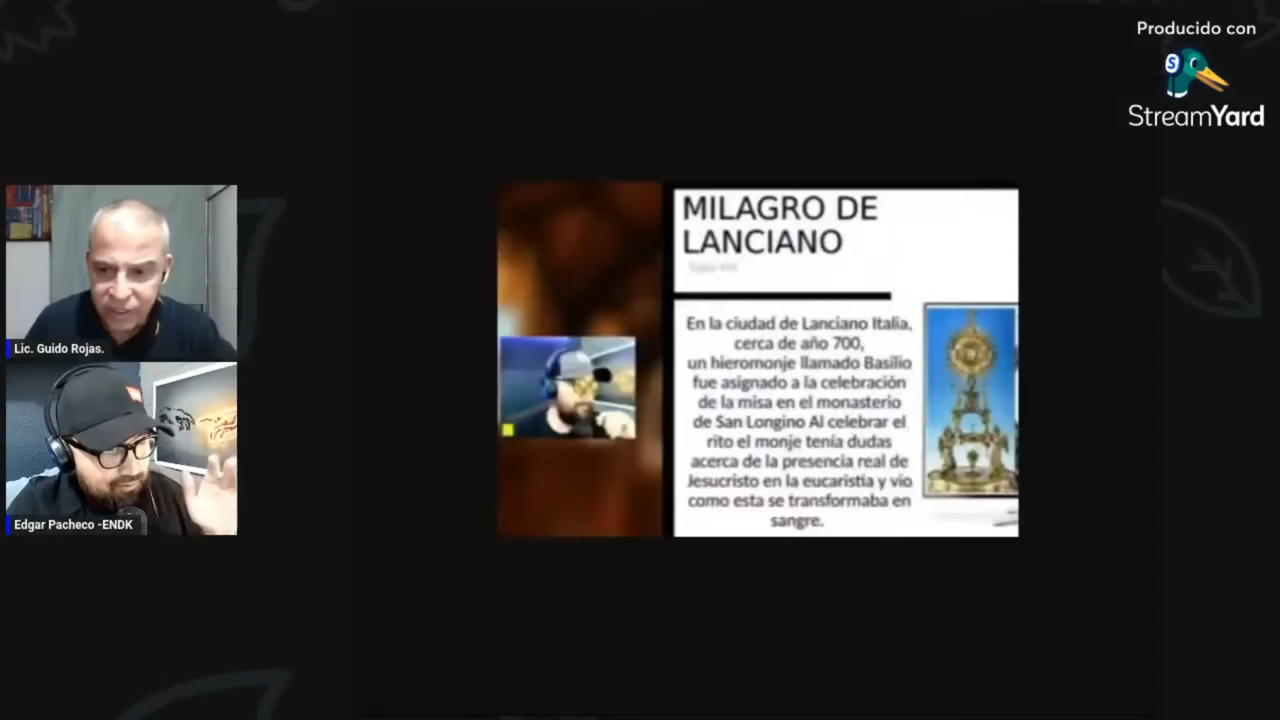 Producido con
StreamYard
Lic. Guido Rojas.
Edgar Pacheco -ENDK
MILAGRO DE
LANCIANO
En la ciudad de Lanciano Italia,
cerca de año 700,
un hieromonje llamado Basilio
fue asignado a la celebración
de la misa en el monasterio
de San Longino Al celebrar el
rito el monje tenía dudas
acerca de la presencia real de
Jesucristo en la eucaristía y vio
como esta se transformaba en
sangre.